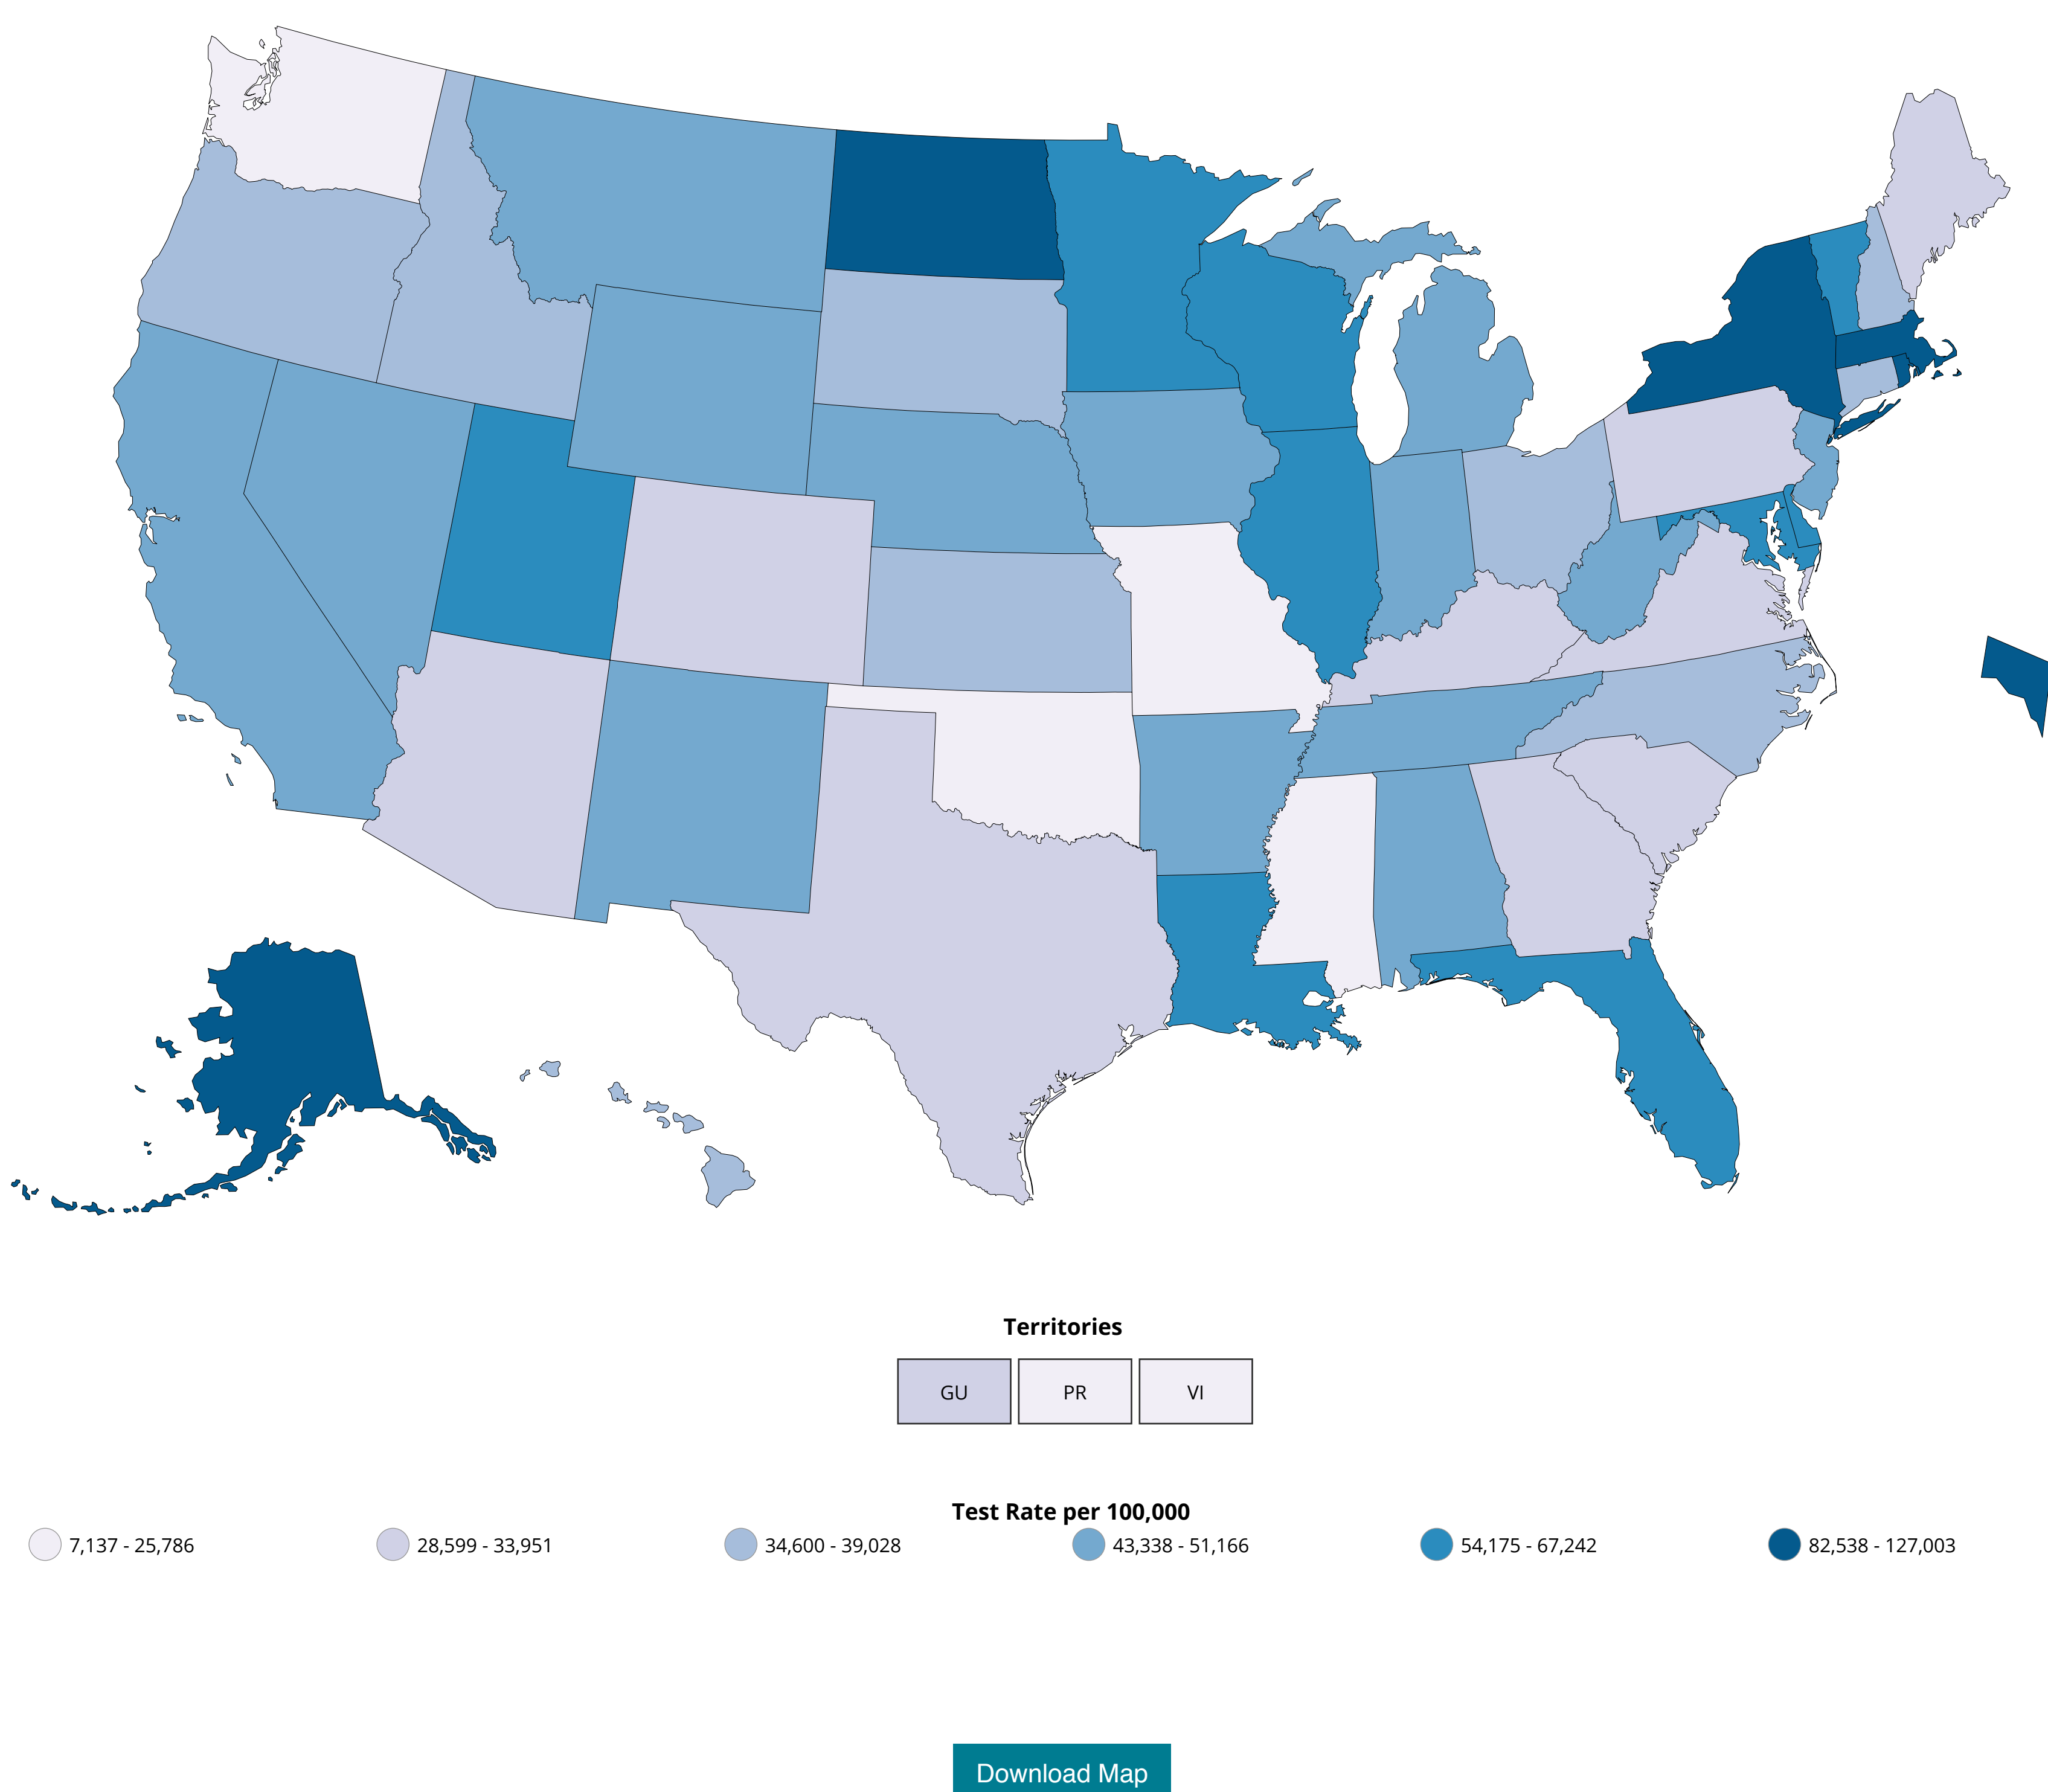 Territories
GU PR VI
Test Rate per 100,000
7,137 - 25,786 28,599 - 33,951 34,600 - 39,028 43,338 - 51,166 54,175 - 67,242 82,538 - 127,003
Download Map